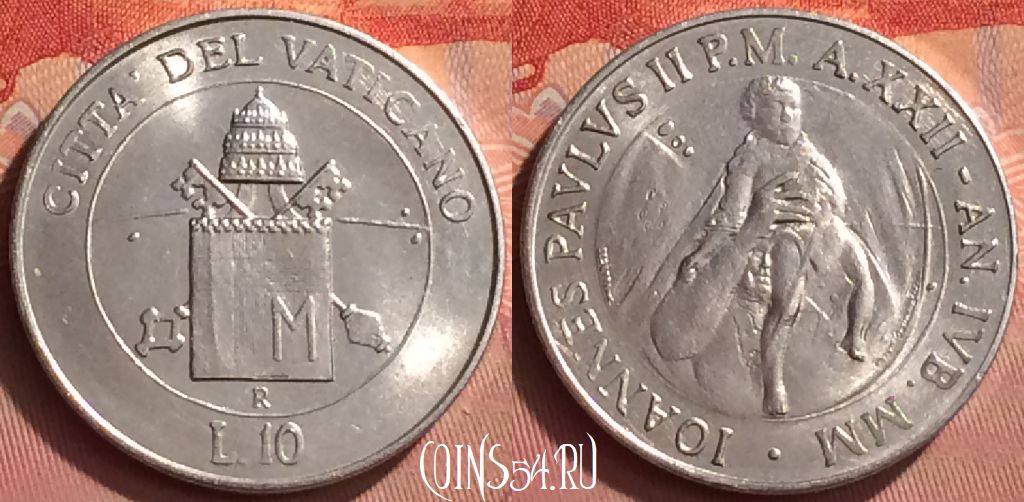 CITTA' DEL VATICANO
M
R
L. 10
IOANNES PAVLVS II P.M. A. XXII - AN. IVB. MM
COINS54.RU